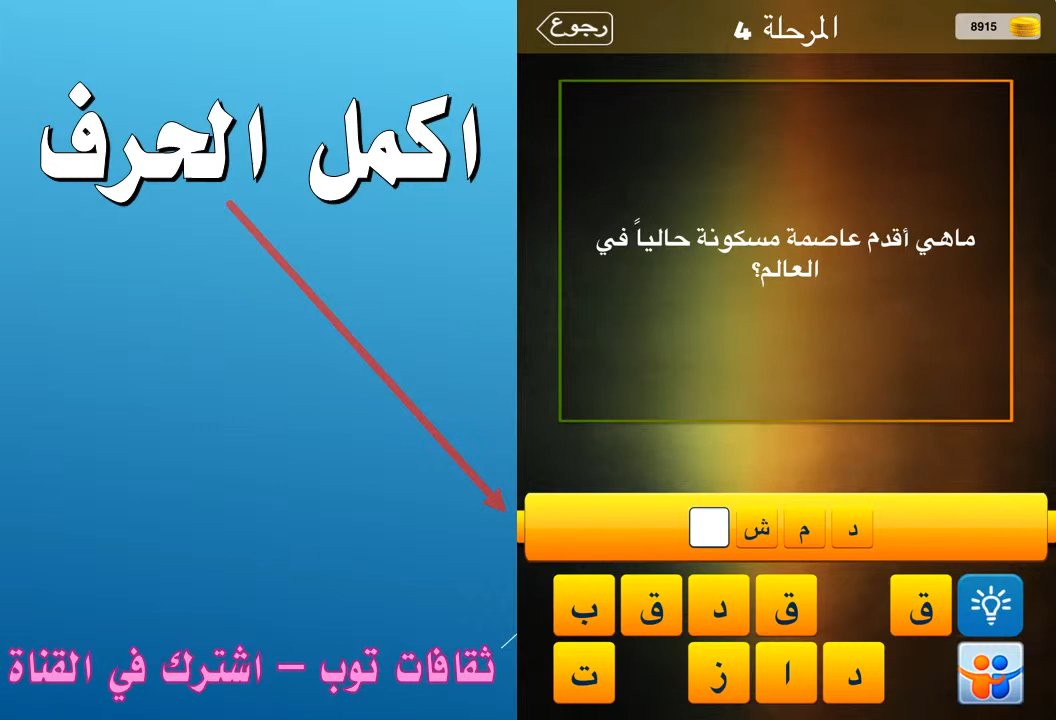 اكمل الحرف
ثقافات توب – اشترك في القناة
رجوع
المرحلة 4
8915
ماهي أقدم عاصمة مسكونة حالياً في
العالم؟
د م ش
ق ق د ق ب
د ا ز ت